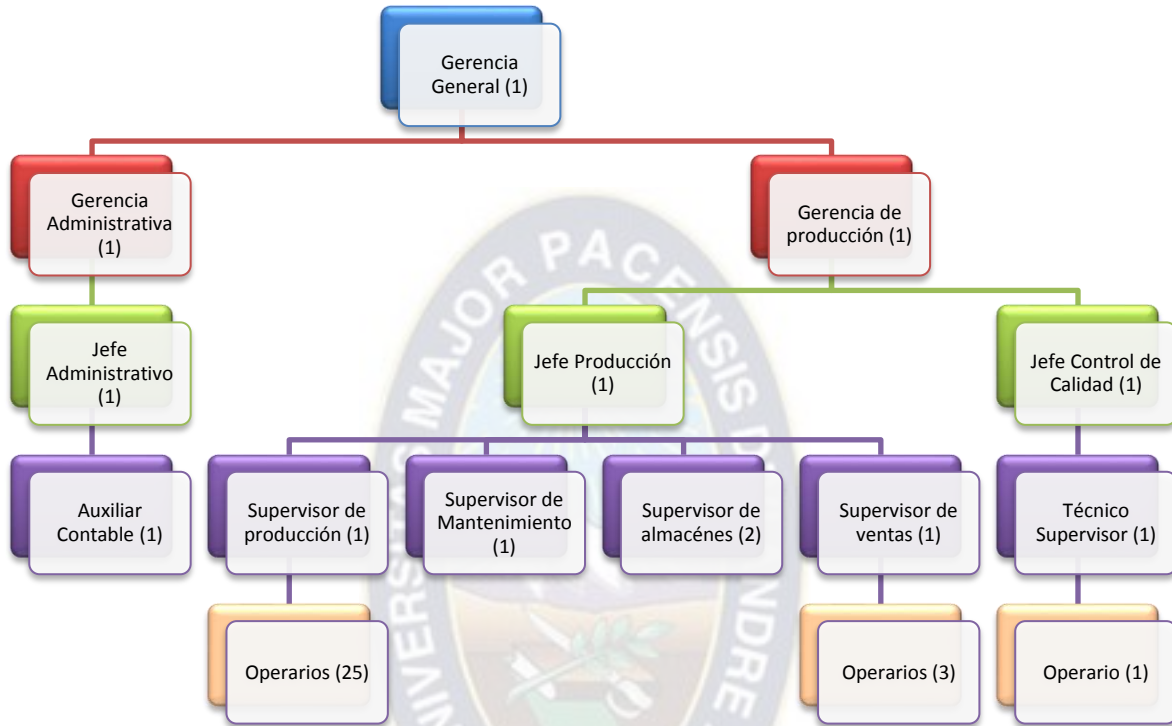 Gerencia
General (1)
Gerencia
Administrativa
(1)
Gerencia de
producción (1)
Jefe
Administrativo
(1)
Jefe Producción
(1)
Jefe Control de
Calidad (1)
Auxiliar
Contable (1)
Supervisor de
producción (1)
Supervisor de
Mantenimiento
(1)
Supervisor de
almacénes (2)
Supervisor de
ventas (1)
Técnico
Supervisor (1)
Operarios (25)
Operarios (3)
Operario (1)
MAJOR PACENSIS